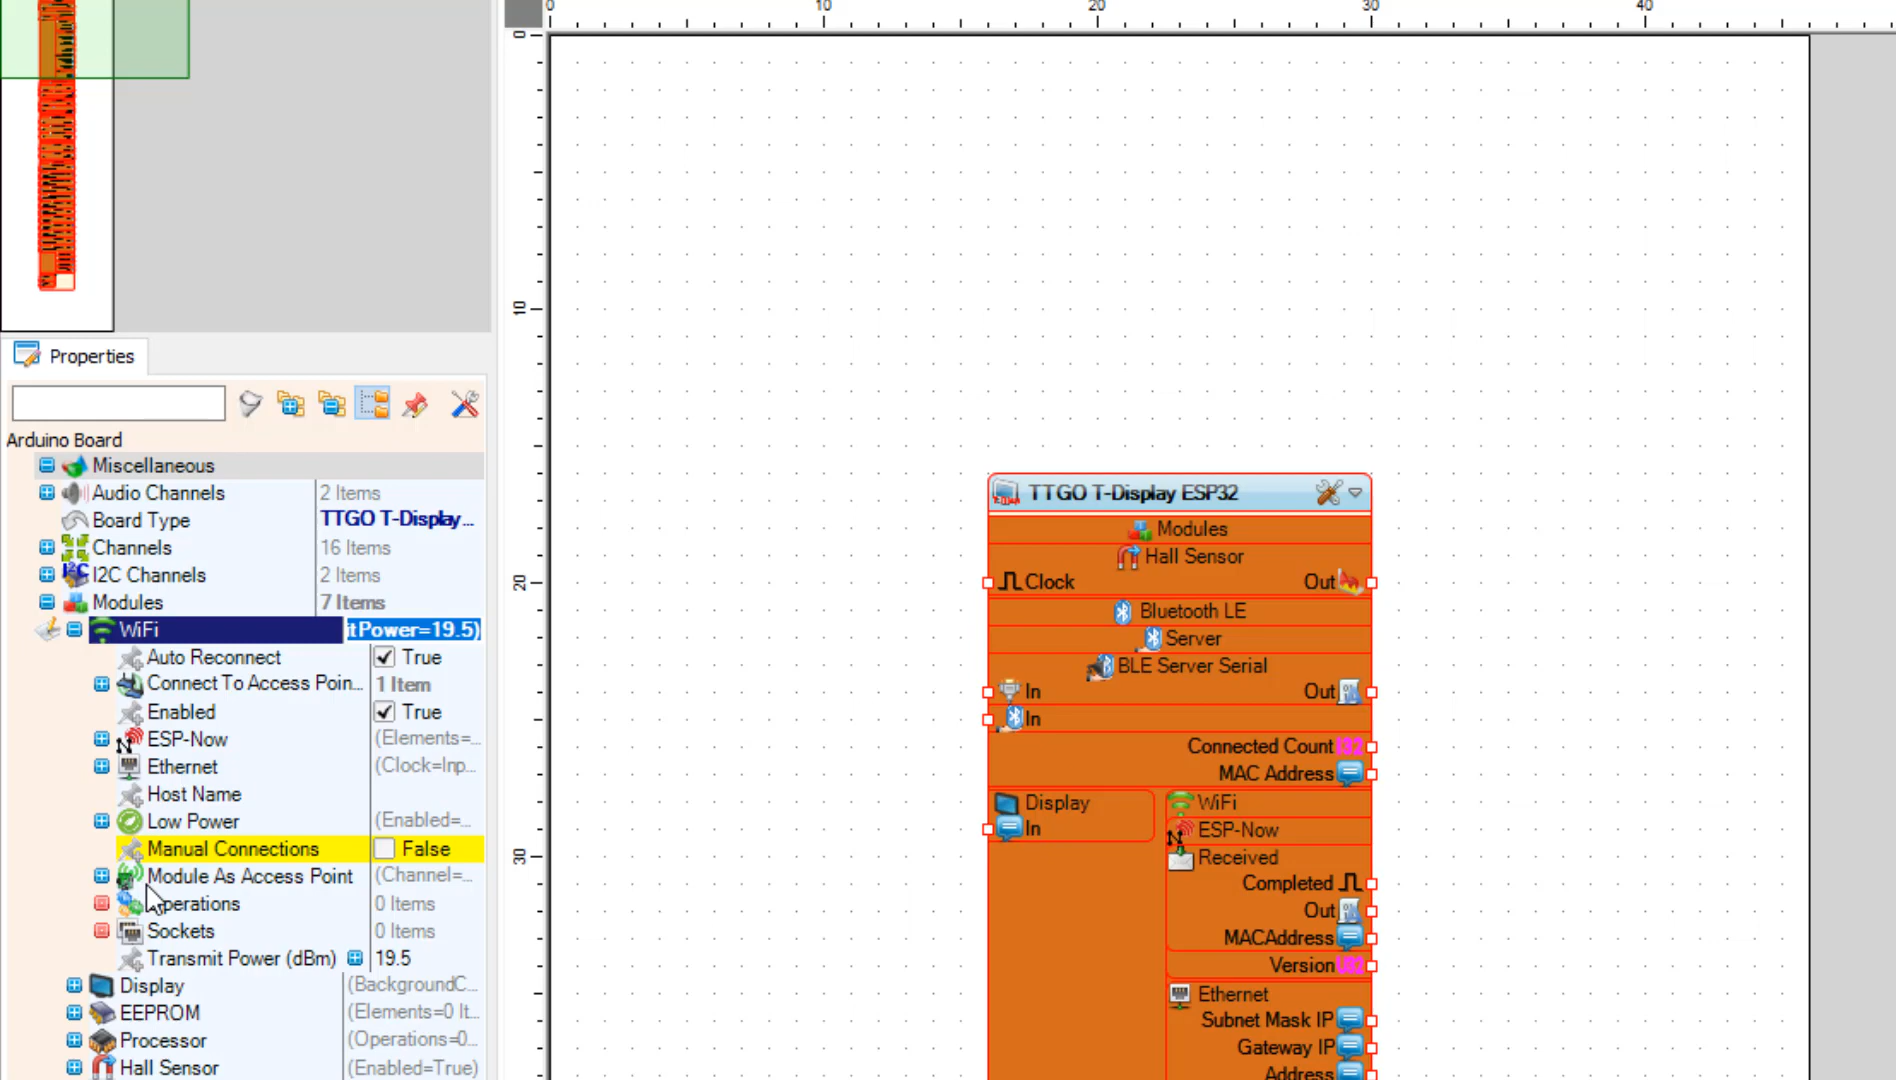 0 10 20 30 40
0
10
20
30
Properties
Arduino Board
Miscellaneous
Audio Channels 2 Items
Board Type TTGO T-Display...
Channels 16 Items
I2C Channels 2 Items
Modules 7 Items
WiFi tPower=19.5)
Auto Reconnect True
Connect To Access Poin... 1 Item
Enabled True
ESP-Now (Elements=...
Ethernet (Clock=Inp...
Host Name
Low Power (Enabled=...
Manual Connections False
Module As Access Point (Channel=...
perations 0 Items
Sockets 0 Items
Transmit Power (dBm) 19.5
Display (BackgroundC...
EEPROM (Elements=0 It...
Processor (Operations=0...
Hall Sensor (Enabled=True)
TTGO T-Display ESP32
Modules
Hall Sensor
Clock Out
Bluetooth LE
Server
BLE Server Serial
In Out
In
Connected Count I32
MAC Address
Display
In
WiFi
ESP-Now
Received
Completed
Out
MACAddress
Version U32
Ethernet
Subnet Mask IP
Gateway IP
Address